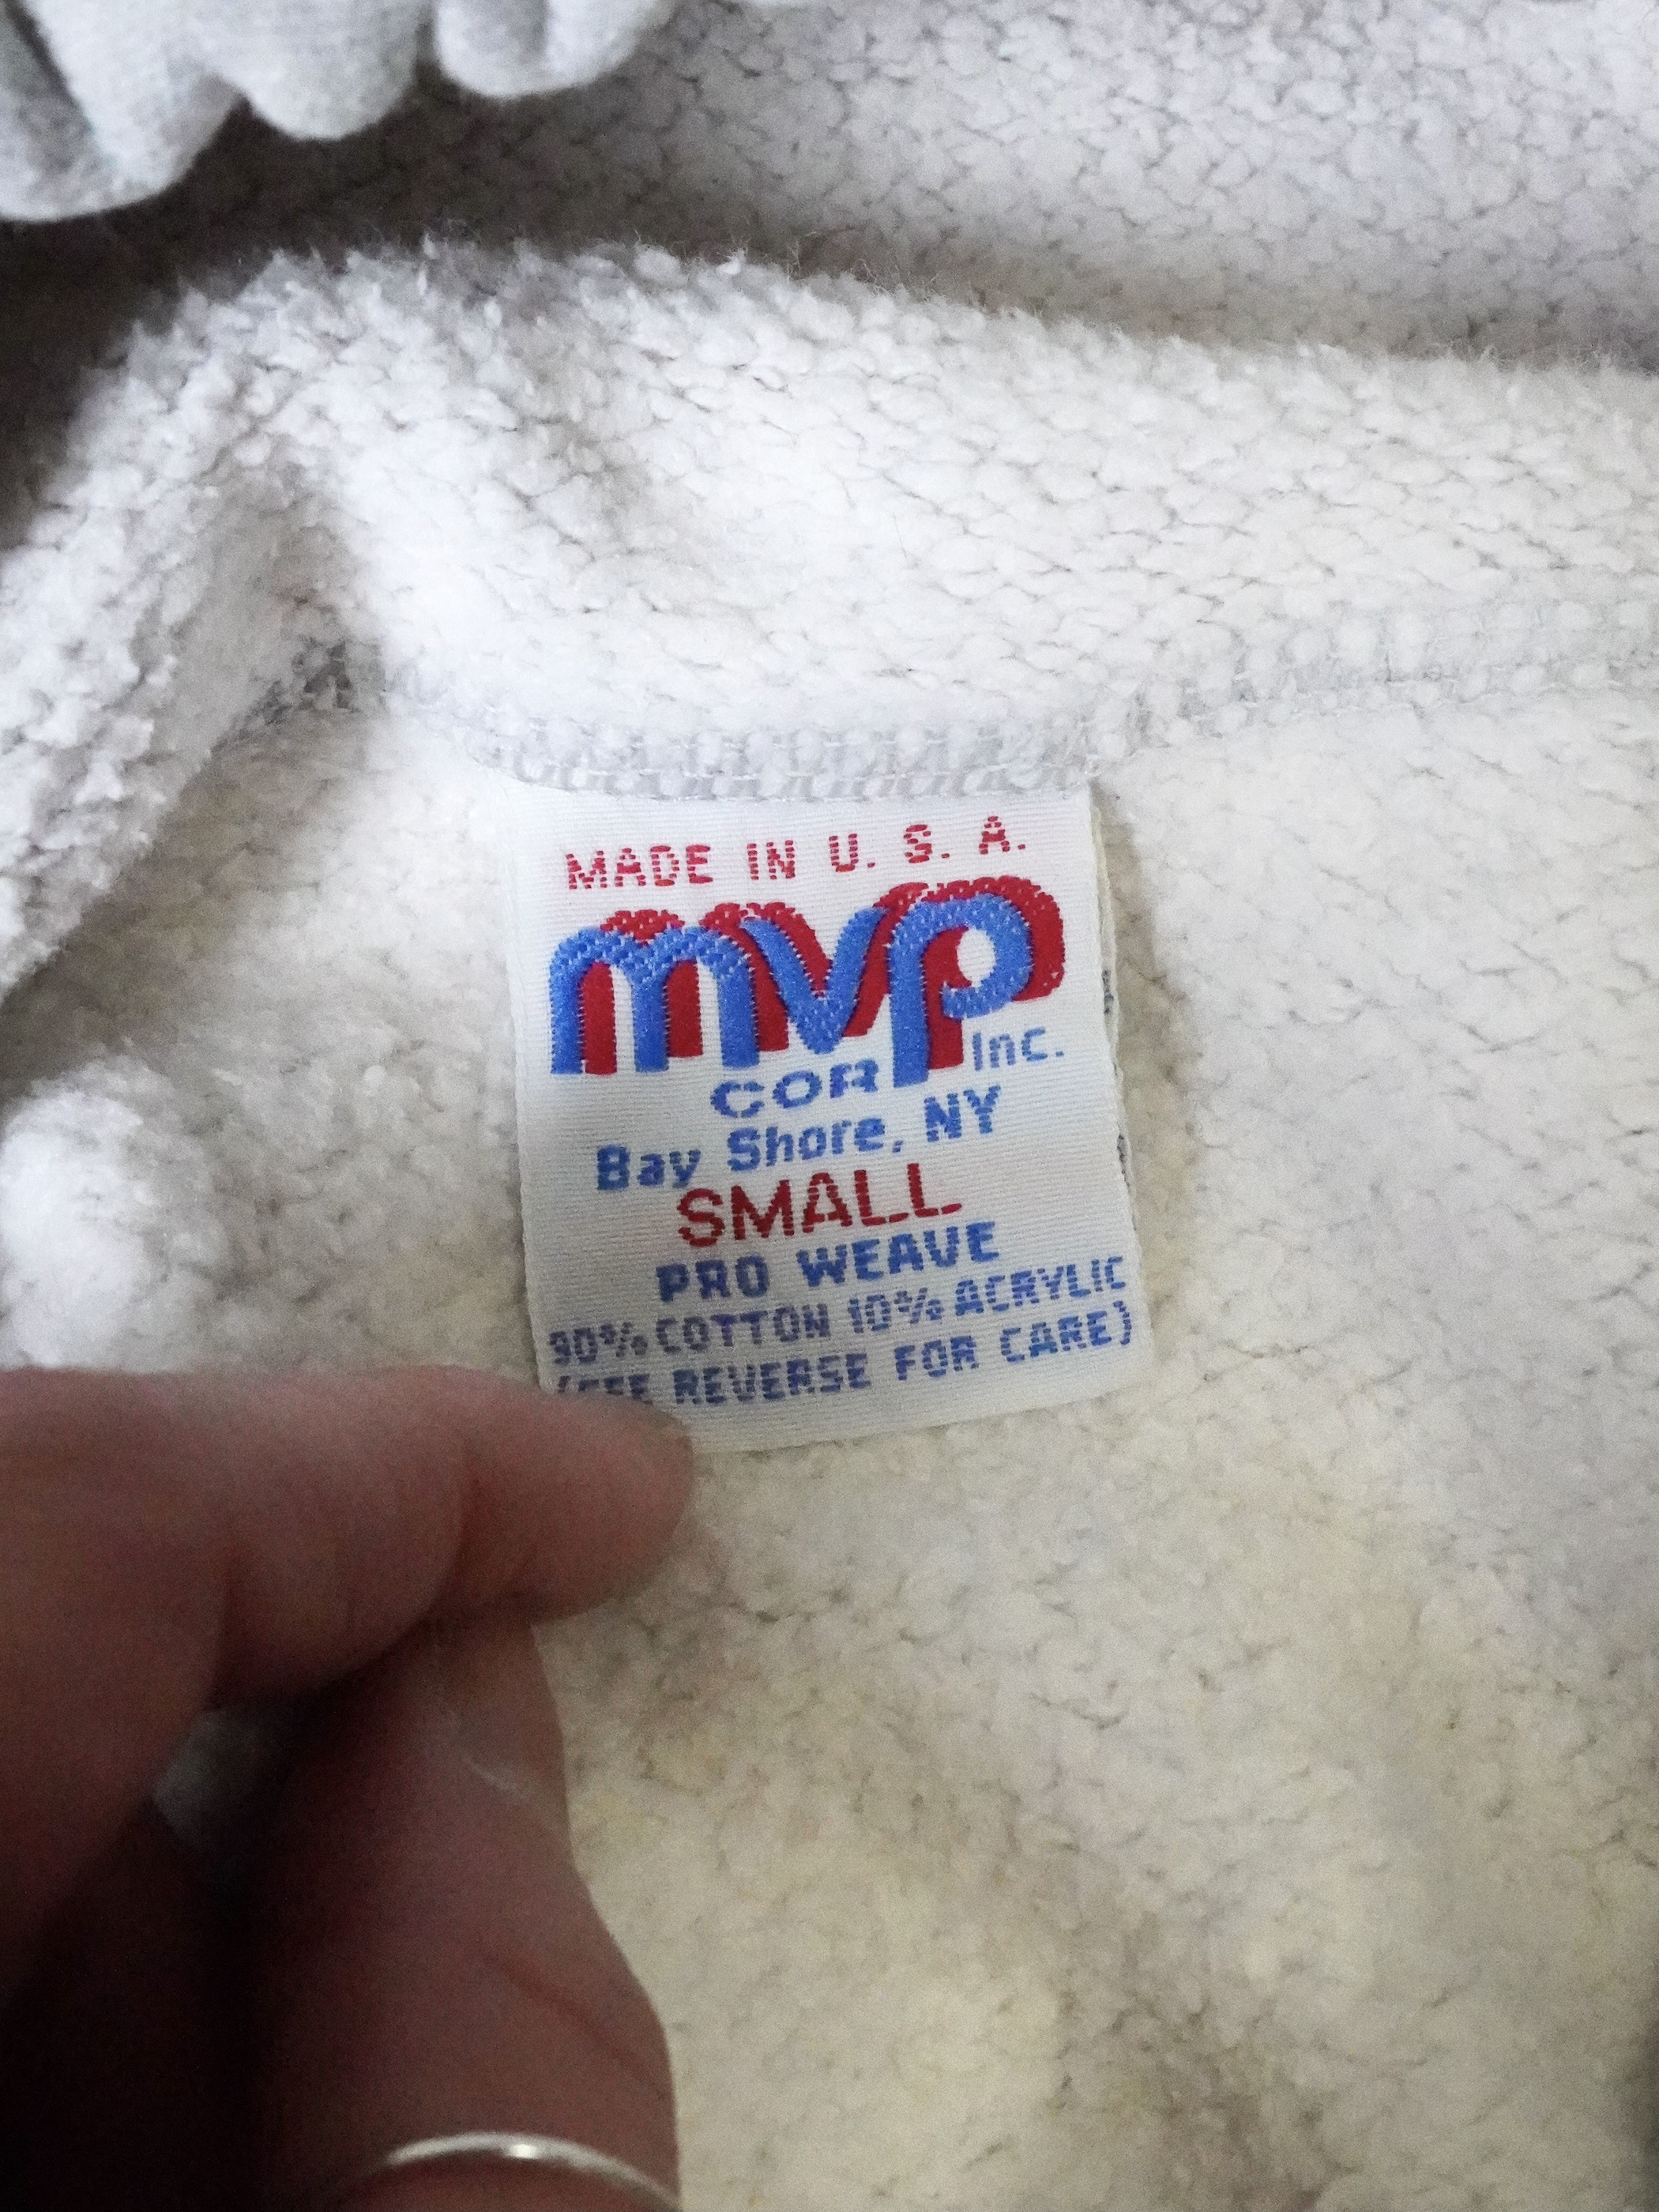 MADE IN U. S. A.
mvp
COR Inc.
Bay Shore, NY
SMALL
PRO WEAVE
90% COTTON 10% ACRYLIC
REVERSE FOR CARE)